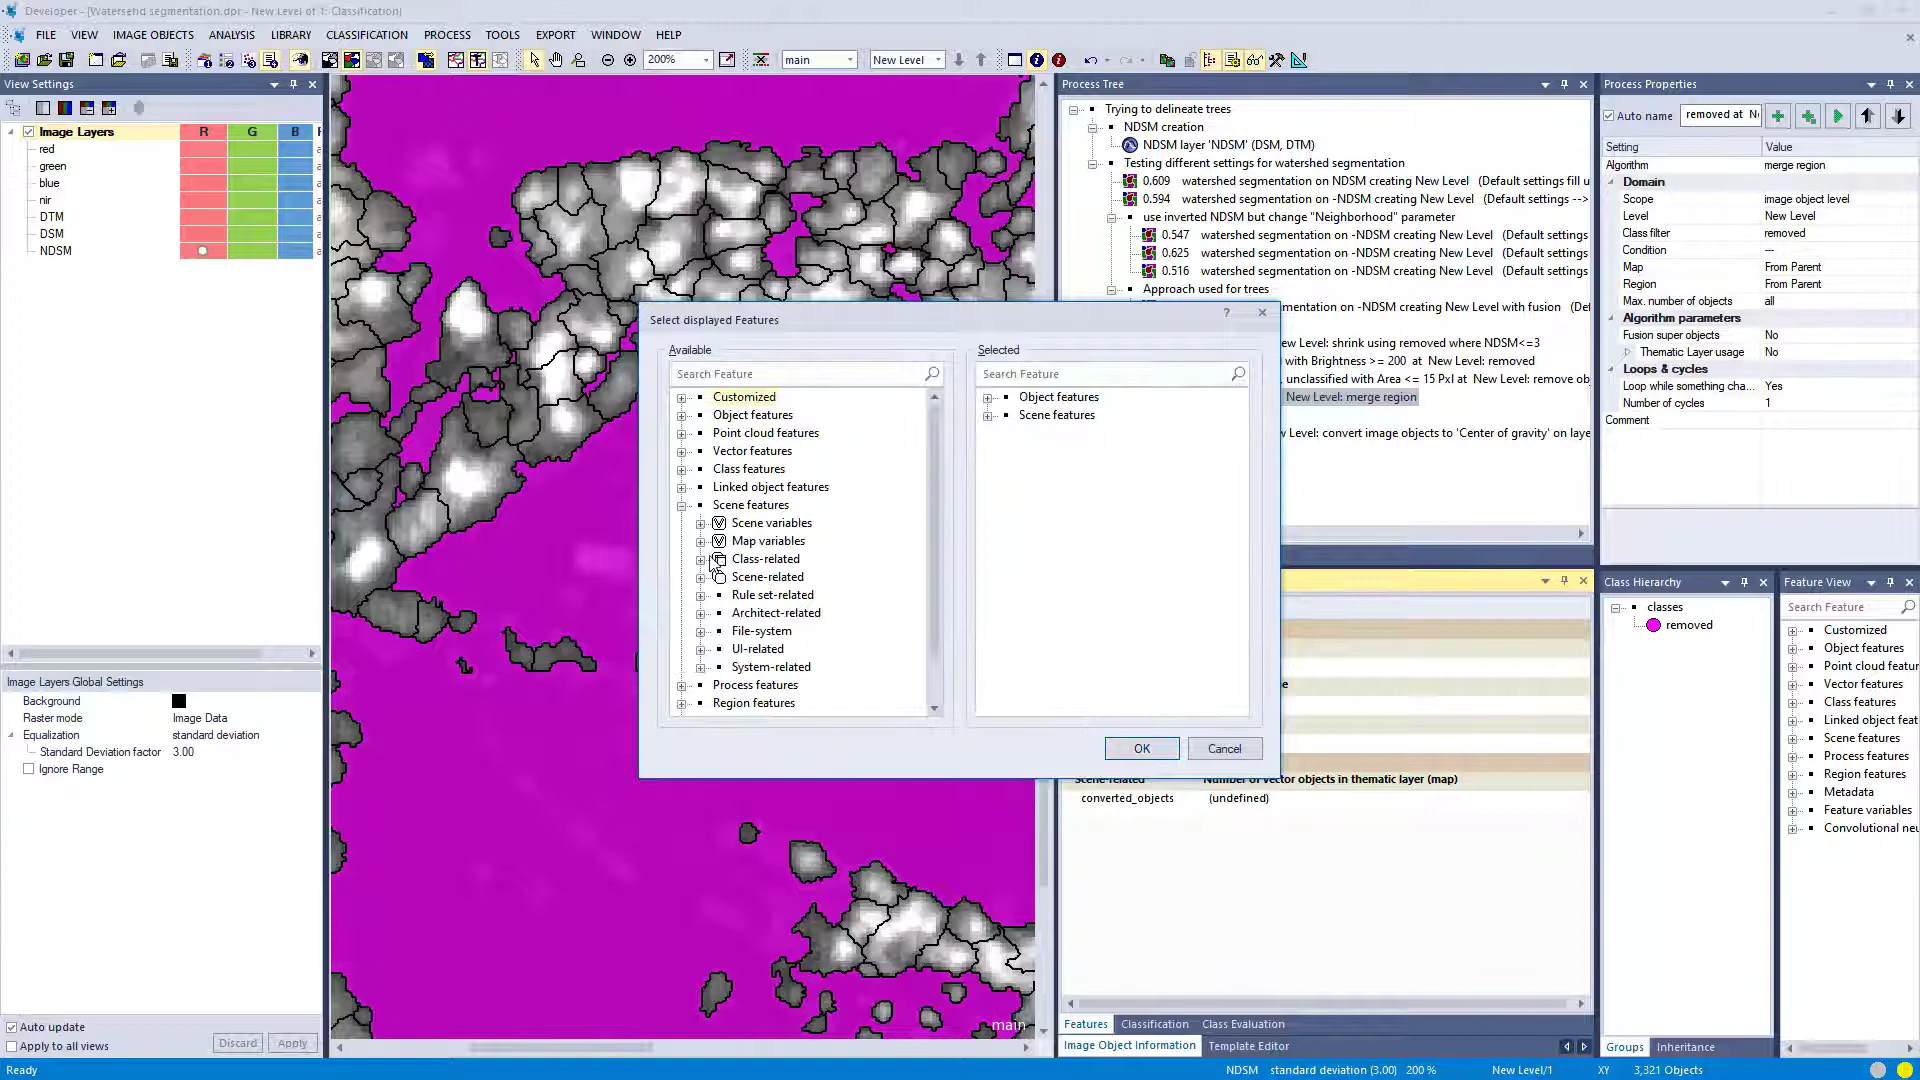 Developer - [Watersehd segmentation.dpr - New Level of 1: Classification]
FILE VIEW IMAGE OBJECTS ANALYSIS LIBRARY CLASSIFICATION PROCESS TOOLS EXPORT WINDOW HELP
200% main New Level
View Settings
Image Layers R G B
red
green
blue
nir
DTM
DSM
NDSM
Image Layers Global Settings
Background
Raster mode Image Data
Equalization standard deviation
Standard Deviation factor 3.00
Ignore Range
Auto update
Apply to all views
Discard Apply
main
Select displayed Features
Available
Search Feature
Customized
Object features
Point cloud features
Vector features
Class features
Linked object features
Scene features
Scene variables
Map variables
Class-related
Scene-related
Rule set-related
Architect-related
File-system
UI-related
System-related
Process features
Region features
Selected
Search Feature
Object features
Scene features
OK Cancel
Process Tree
Trying to delineate trees
NDSM creation
NDSM layer 'NDSM' (DSM, DTM)
Testing different settings for watershed segmentation
0.609 watershed segmentation on NDSM creating New Level (Default settings fill u
0.594 watershed segmentation on -NDSM creating New Level (Default settings -->
use inverted NDSM but change "Neighborhood" parameter
0.547 watershed segmentation on -NDSM creating New Level (Default settings
0.625 watershed segmentation on -NDSM creating New Level (Default settings
0.516 watershed segmentation on -NDSM creating New Level (Default settings
Approach used for trees
mentation on -NDSM creating New Level with fusion (De
ew Level: shrink using removed where NDSM<=3
with Brightness >= 200 at New Level: removed
, unclassified with Area <= 15 Pxl at New Level: remove obj
New Level: merge region
w Level: convert image objects to 'Center of gravity' on laye
Scene-related Number of vector objects in thematic layer (map)
converted_objects (undefined)
Features Classification Class Evaluation
Image Object Information Template Editor
Process Properties
Auto name removed at N
Setting Value
Algorithm merge region
Domain
Scope image object level
Level New Level
Class filter removed
Condition ---
Map From Parent
Region From Parent
Max. number of objects all
Algorithm parameters
Fusion super objects No
Thematic Layer usage No
Loops & cycles
Loop while something cha... Yes
Number of cycles 1
Comment
Class Hierarchy
classes
removed
Groups Inheritance
Feature View
Search Feature
Customized
Object features
Point cloud featur
Vector features
Class features
Linked object feat
Scene features
Process features
Region features
Metadata
Feature variables
Convolutional neu
Ready NDSM standard deviation (3.00) 200 % New Level/1 XY 3,321 Objects